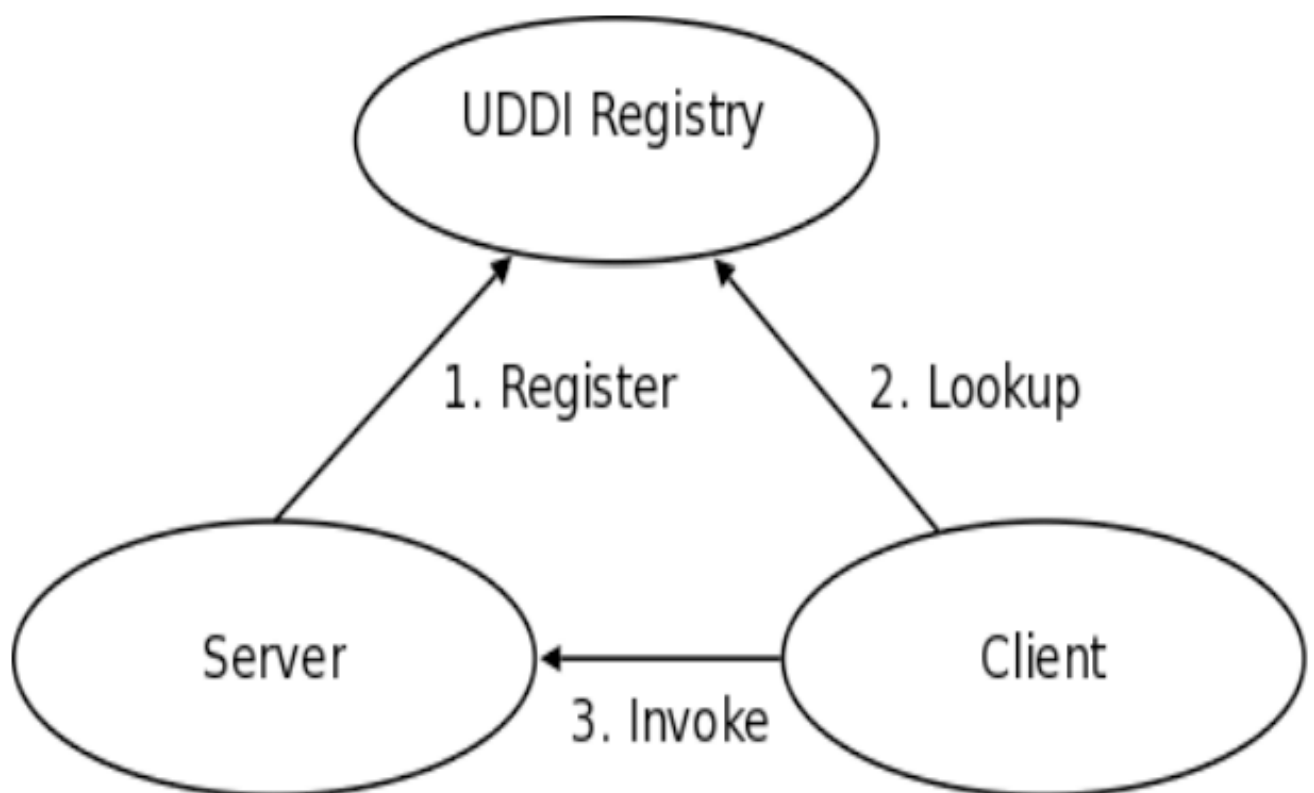 UDDI Registry
1. Register
2. Lookup
Server
Client
3. Invoke